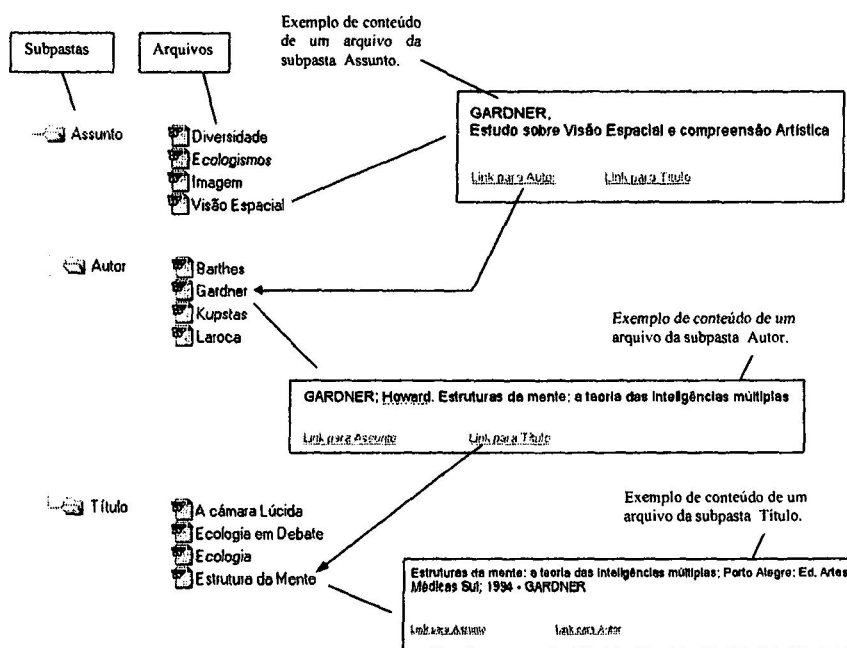 Exemplo de conteúdo
de um arquivo da
subpasta Assunto.
Subpastas
Arquivos
Assunto
Diversidade
Ecologismos
Imagem
Visão Espacial
GARDNER,
Estudo sobre Visão Espacial e compreensão Artística
Link para Autor
Link para Título
Autor
Barthes
Gardner
Kupstas
Laroca
Exemplo de conteúdo de um
arquivo da subpasta Autor.
GARDNER; Howard. Estruturas da mente; a teoria das inteligências múltiplas
Link para Assunto
Link para Título
Título
A câmara Lúcida
Ecologia em Debate
Ecologia
Estrutura da Mente
Exemplo de conteúdo de um
arquivo da subpasta Título.
Estruturas da mente: a teoria das inteligências múltiplas; Porto Alegre; Ed. Artes
Médicas Sul; 1994 - GARDNER
Link para Assunto
Link para Autor